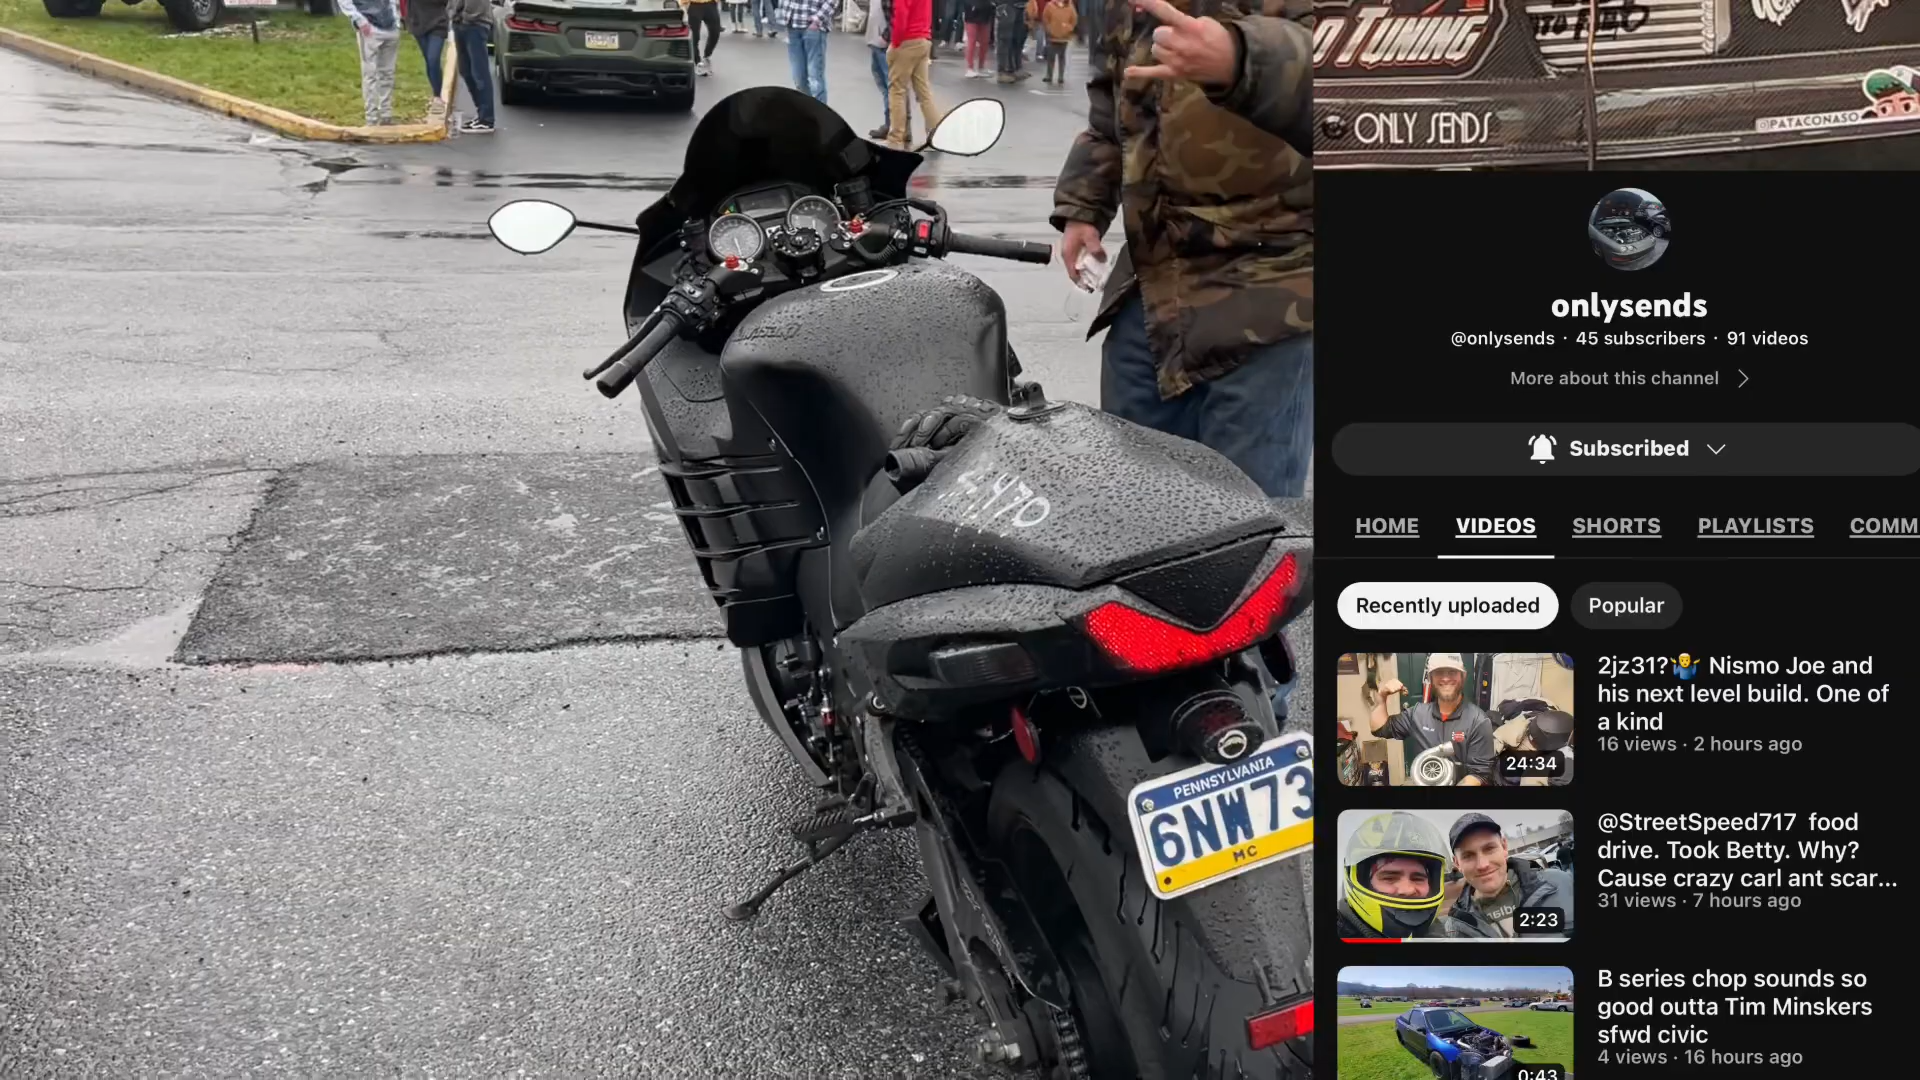 TUNING
ONLY SENDS
@PATACONASO
onlysends
@onlysends · 45 subscribers · 91 videos
More about this channel
Subscribed
HOME VIDEOS SHORTS PLAYLISTS COMM
Recently uploaded Popular
2jz31?🤷‍♂️ Nismo Joe and
his next level build. One of
a kind
16 views · 2 hours ago
24:34
@StreetSpeed717 food
drive. Took Betty. Why?
Cause crazy carl ant scar...
31 views · 7 hours ago
2:23
B series chop sounds so
good outta Tim Minskers
sfwd civic
4 views · 16 hours ago
0:43
PENNSYLVANIA
6NW73
MC